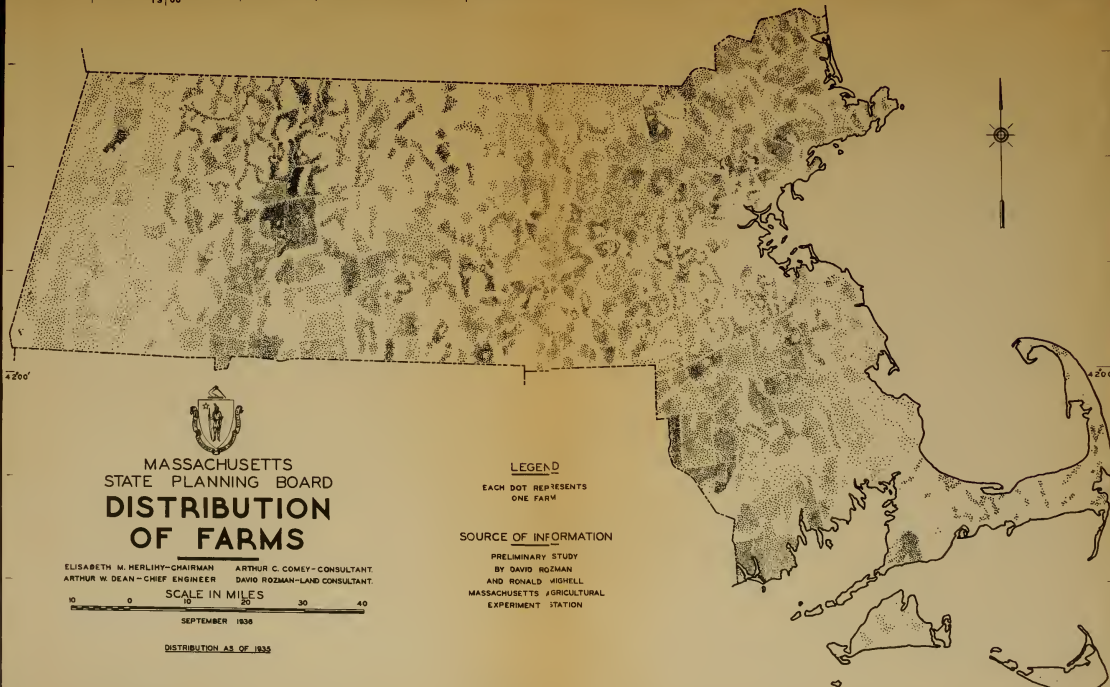 73°00'
42°00'
42°00'
MASSACHUSETTS
STATE PLANNING BOARD
DISTRIBUTION
OF FARMS
ELISABETH M. HERLIHY–CHAIRMAN ARTHUR C. COMEY–CONSULTANT.
ARTHUR W. DEAN–CHIEF ENGINEER DAVID ROZMAN–LAND CONSULTANT.
SCALE IN MILES
10 0 10 20 30 40
SEPTEMBER 1936
DISTRIBUTION AS OF 1935
LEGEND
EACH DOT REPRESENTS
ONE FARM
SOURCE OF INFORMATION
PRELIMINARY STUDY
BY DAVID ROZMAN
AND RONALD MIGHELL
MASSACHUSETTS AGRICULTURAL
EXPERIMENT STATION